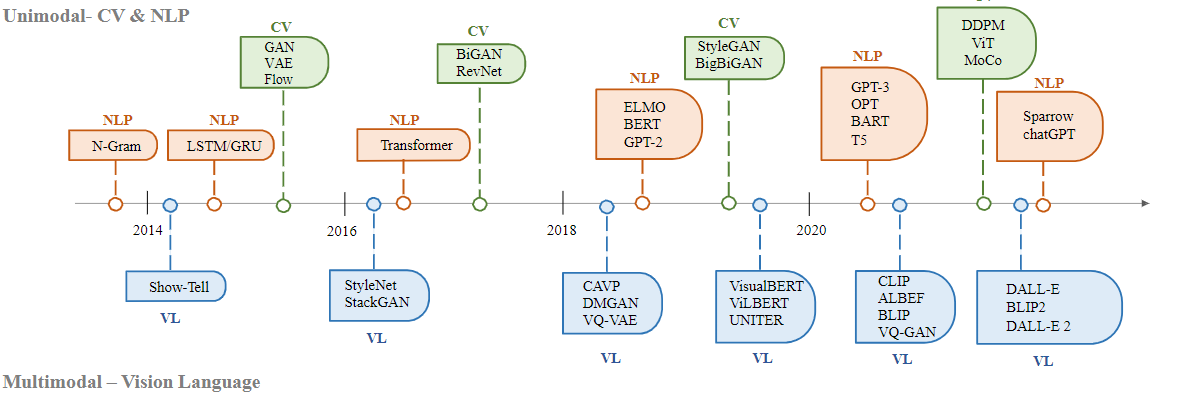 Unimodal- CV & NLP
CV
GAN
VAE
Flow
CV
BiGAN
RevNet
CV
StyleGAN
BigBiGAN
DDPM
ViT
MoCo
NLP
N-Gram
NLP
LSTM/GRU
NLP
Transformer
NLP
ELMO
BERT
GPT-2
NLP
GPT-3
OPT
BART
T5
NLP
Sparrow
chatGPT
2014
2016
2018
2020
Show-Tell
VL
StyleNet
StackGAN
VL
CAVP
DMGAN
VQ-VAE
VL
VisualBERT
ViLBERT
UNITER
VL
CLIP
ALBEF
BLIP
VQ-GAN
VL
DALL-E
BLIP2
DALL-E 2
VL
Multimodal – Vision Language